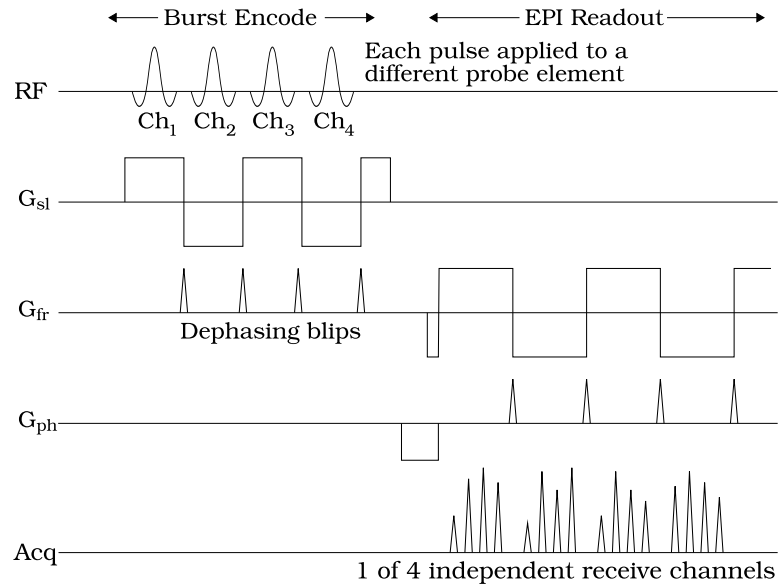 Burst Encode
EPI Readout
Each pulse applied to a
different probe element
RF
Ch1
Ch2
Ch3
Ch4
Gsl
Gfr
Dephasing blips
Gph
Acq
1 of 4 independent receive channels